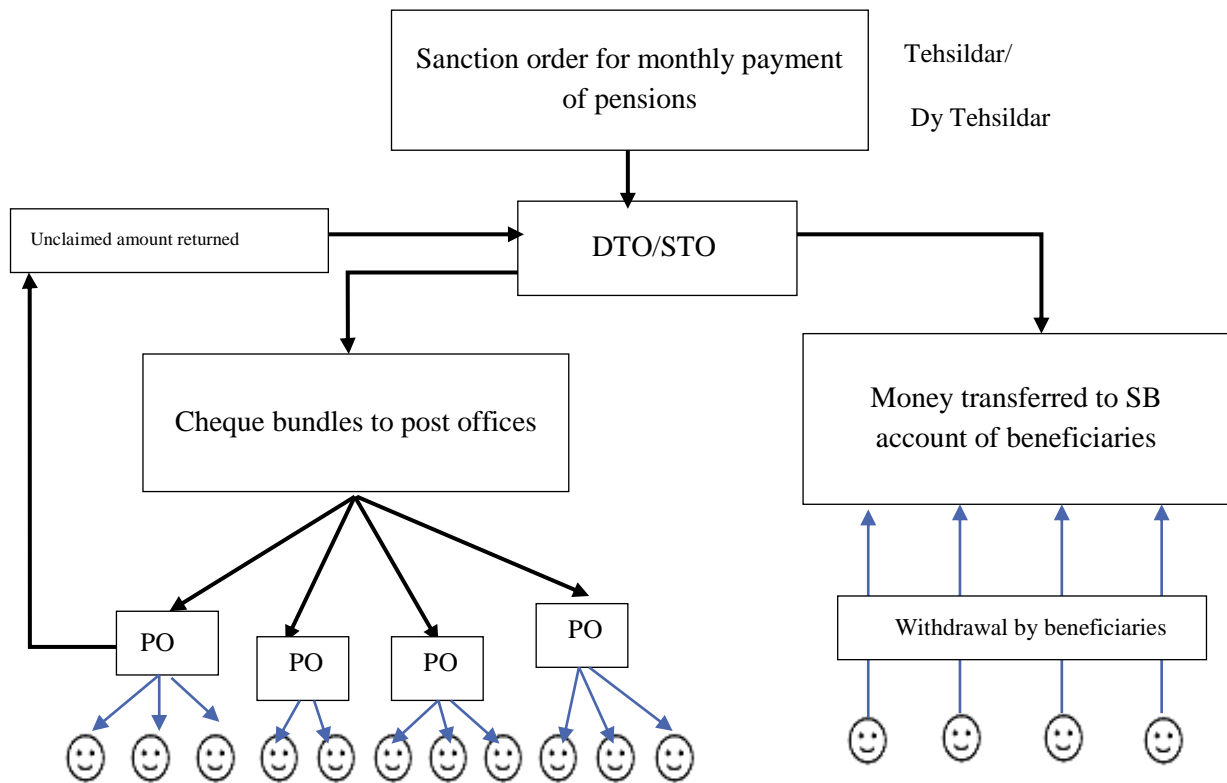 Sanction order for monthly payment
of pensions
Tehsildar/
Dy Tehsildar
Unclaimed amount returned
DTO/STO
Cheque bundles to post offices
Money transferred to SB
account of beneficiaries
PO
PO
PO
PO
Withdrawal by beneficiaries